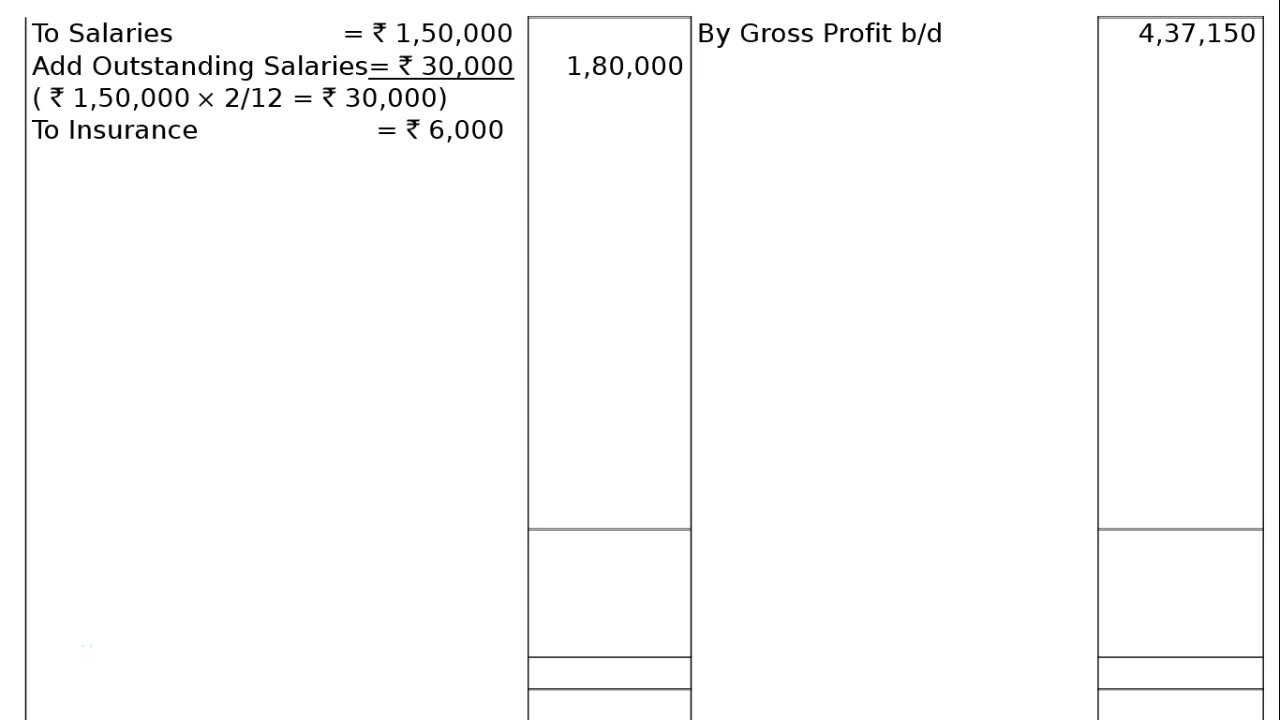 To Salaries = ₹ 1,50,000 By Gross Profit b/d 4,37,150
Add Outstanding Salaries= ₹ 30,000 1,80,000
( ₹ 1,50,000 × 2/12 = ₹ 30,000)
To Insurance = ₹ 6,000